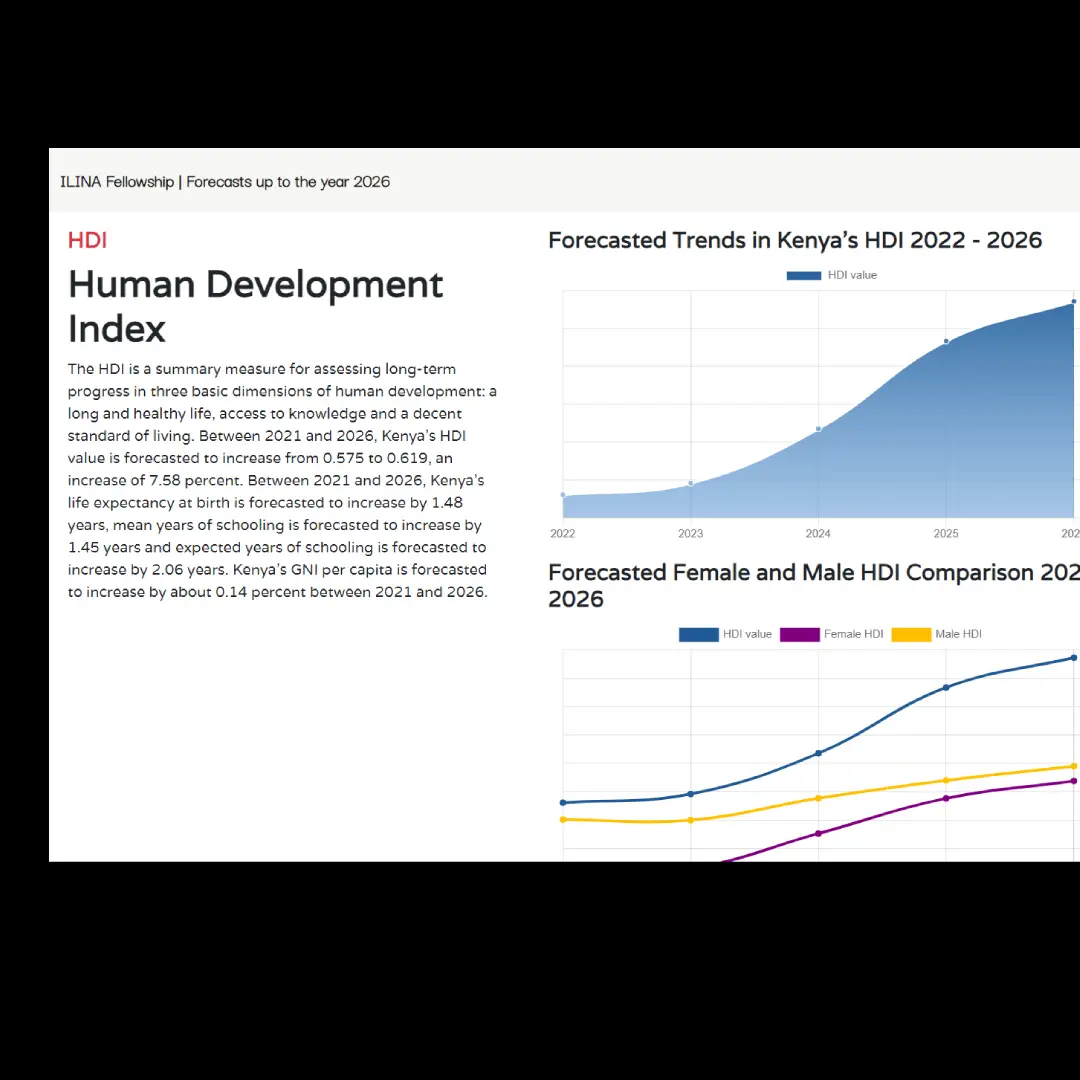 ILINA Fellowship | Forecasts up to the year 2026
HDI
Human Development
Index
The HDI is a summary measure for assessing long-term
progress in three basic dimensions of human development: a
long and healthy life, access to knowledge and a decent
standard of living. Between 2021 and 2026, Kenya's HDI
value is forecasted to increase from 0.575 to 0.619, an
increase of 7.58 percent. Between 2021 and 2026, Kenya's
life expectancy at birth is forecasted to increase by 1.48
years, mean years of schooling is forecasted to increase by
1.45 years and expected years of schooling is forecasted to
increase by 2.06 years. Kenya's GNI per capita is forecasted
to increase by about 0.14 percent between 2021 and 2026.
Forecasted Trends in Kenya's HDI 2022 - 2026
HDI value
2022 2023 2024 2025 202
Forecasted Female and Male HDI Comparison 202
2026
HDI value Female HDI Male HDI